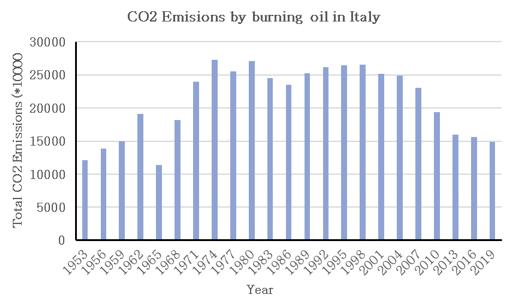 CO2 Emisions by burning oil in Italy
Total CO2 Emissions (*10000
30000
25000
20000
15000
10000
5000
0
1953 1956 1959 1962 1965 1968 1971 1974 1977 1980 1983 1986 1989 1992 1995 1998 2001 2004 2007 2010 2013 2016 2019
Year